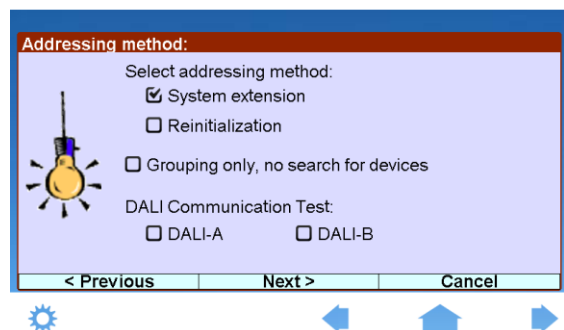 Addressing method:
Select addressing method:
System extension
Reinitialization
Grouping only, no search for devices
DALI Communication Test:
DALI-A DALI-B
< Previous Next > Cancel